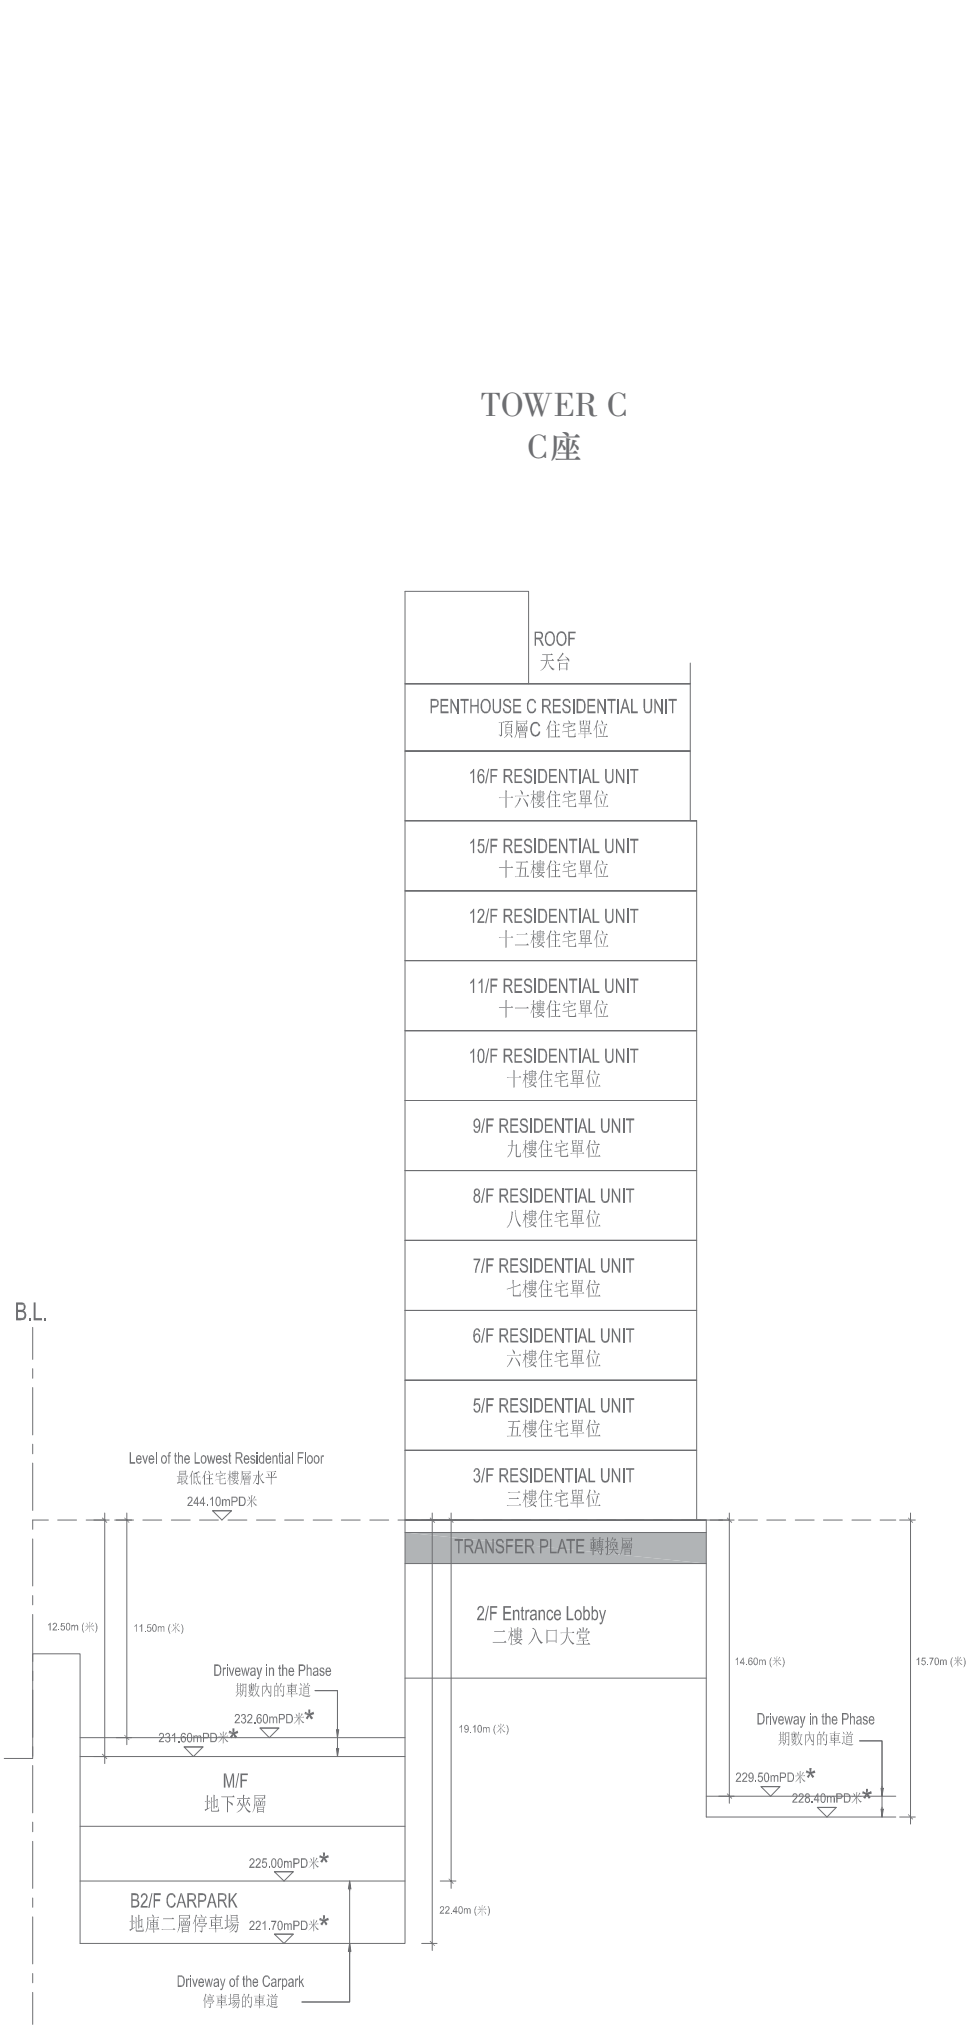 TOWER C
C座
ROOF
天台
PENTHOUSE C RESIDENTIAL UNIT
頂層C 住宅單位
16/F RESIDENTIAL UNIT
十六樓住宅單位
15/F RESIDENTIAL UNIT
十五樓住宅單位
12/F RESIDENTIAL UNIT
十二樓住宅單位
11/F RESIDENTIAL UNIT
十一樓住宅單位
10/F RESIDENTIAL UNIT
十樓住宅單位
9/F RESIDENTIAL UNIT
九樓住宅單位
8/F RESIDENTIAL UNIT
八樓住宅單位
7/F RESIDENTIAL UNIT
七樓住宅單位
B.L.
6/F RESIDENTIAL UNIT
六樓住宅單位
5/F RESIDENTIAL UNIT
五樓住宅單位
Level of the Lowest Residential Floor
最低住宅樓層水平
244.10mPD米
3/F RESIDENTIAL UNIT
三樓住宅單位
TRANSFER PLATE 轉換層
2/F Entrance Lobby
二樓 入口大堂
12.50m (米)
11.50m (米)
14.60m (米)
15.70m (米)
Driveway in the Phase
期數內的車道
232.60mPD米*
231.60mPD米*
19.10m (米)
Driveway in the Phase
期數內的車道
229.50mPD米*
228.40mPD米*
M/F
地下夾層
225.00mPD米*
B2/F CARPARK
地庫二層停車場
221.70mPD米*
22.40m (米)
Driveway of the Carpark
停車場的車道